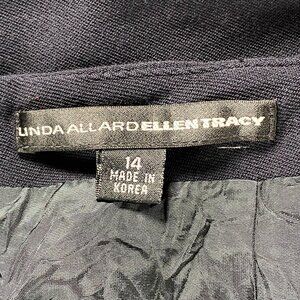 LINDA ALLARD ELLEN TRACY
14
MADE IN
KOREA